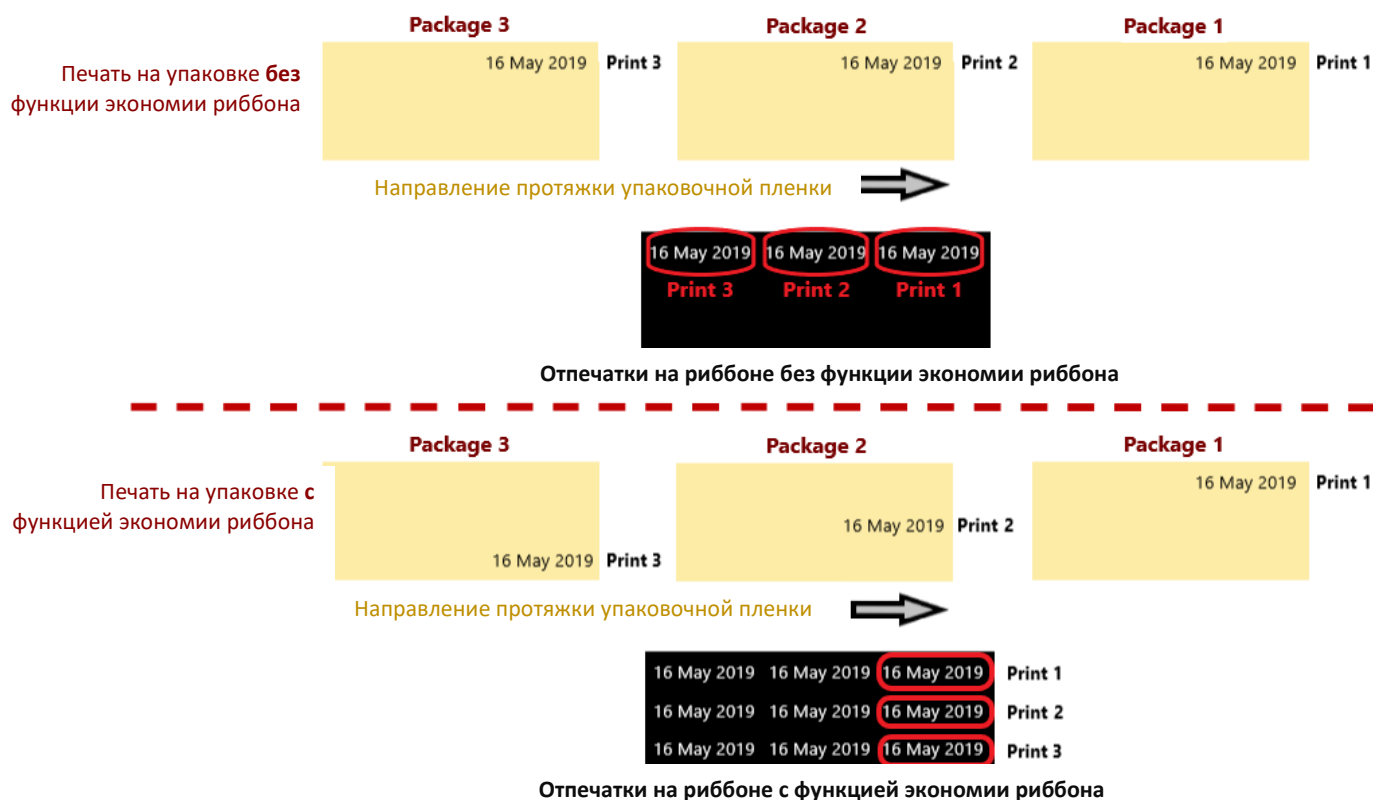 Package 3
Package 2
Package 1
Печать на упаковке без
функции экономии риббона
16 May 2019 Print 3
16 May 2019 Print 2
16 May 2019 Print 1
Направление протяжки упаковочной пленки
16 May 2019 16 May 2019 16 May 2019
Print 3 Print 2 Print 1
Отпечатки на риббоне без функции экономии риббона
Package 3
Package 2
Package 1
Печать на упаковке с
функцией экономии риббона
16 May 2019 Print 3
16 May 2019 Print 2
16 May 2019 Print 1
Направление протяжки упаковочной пленки
16 May 2019 16 May 2019 16 May 2019 Print 1
16 May 2019 16 May 2019 16 May 2019 Print 2
16 May 2019 16 May 2019 16 May 2019 Print 3
Отпечатки на риббоне с функцией экономии риббона